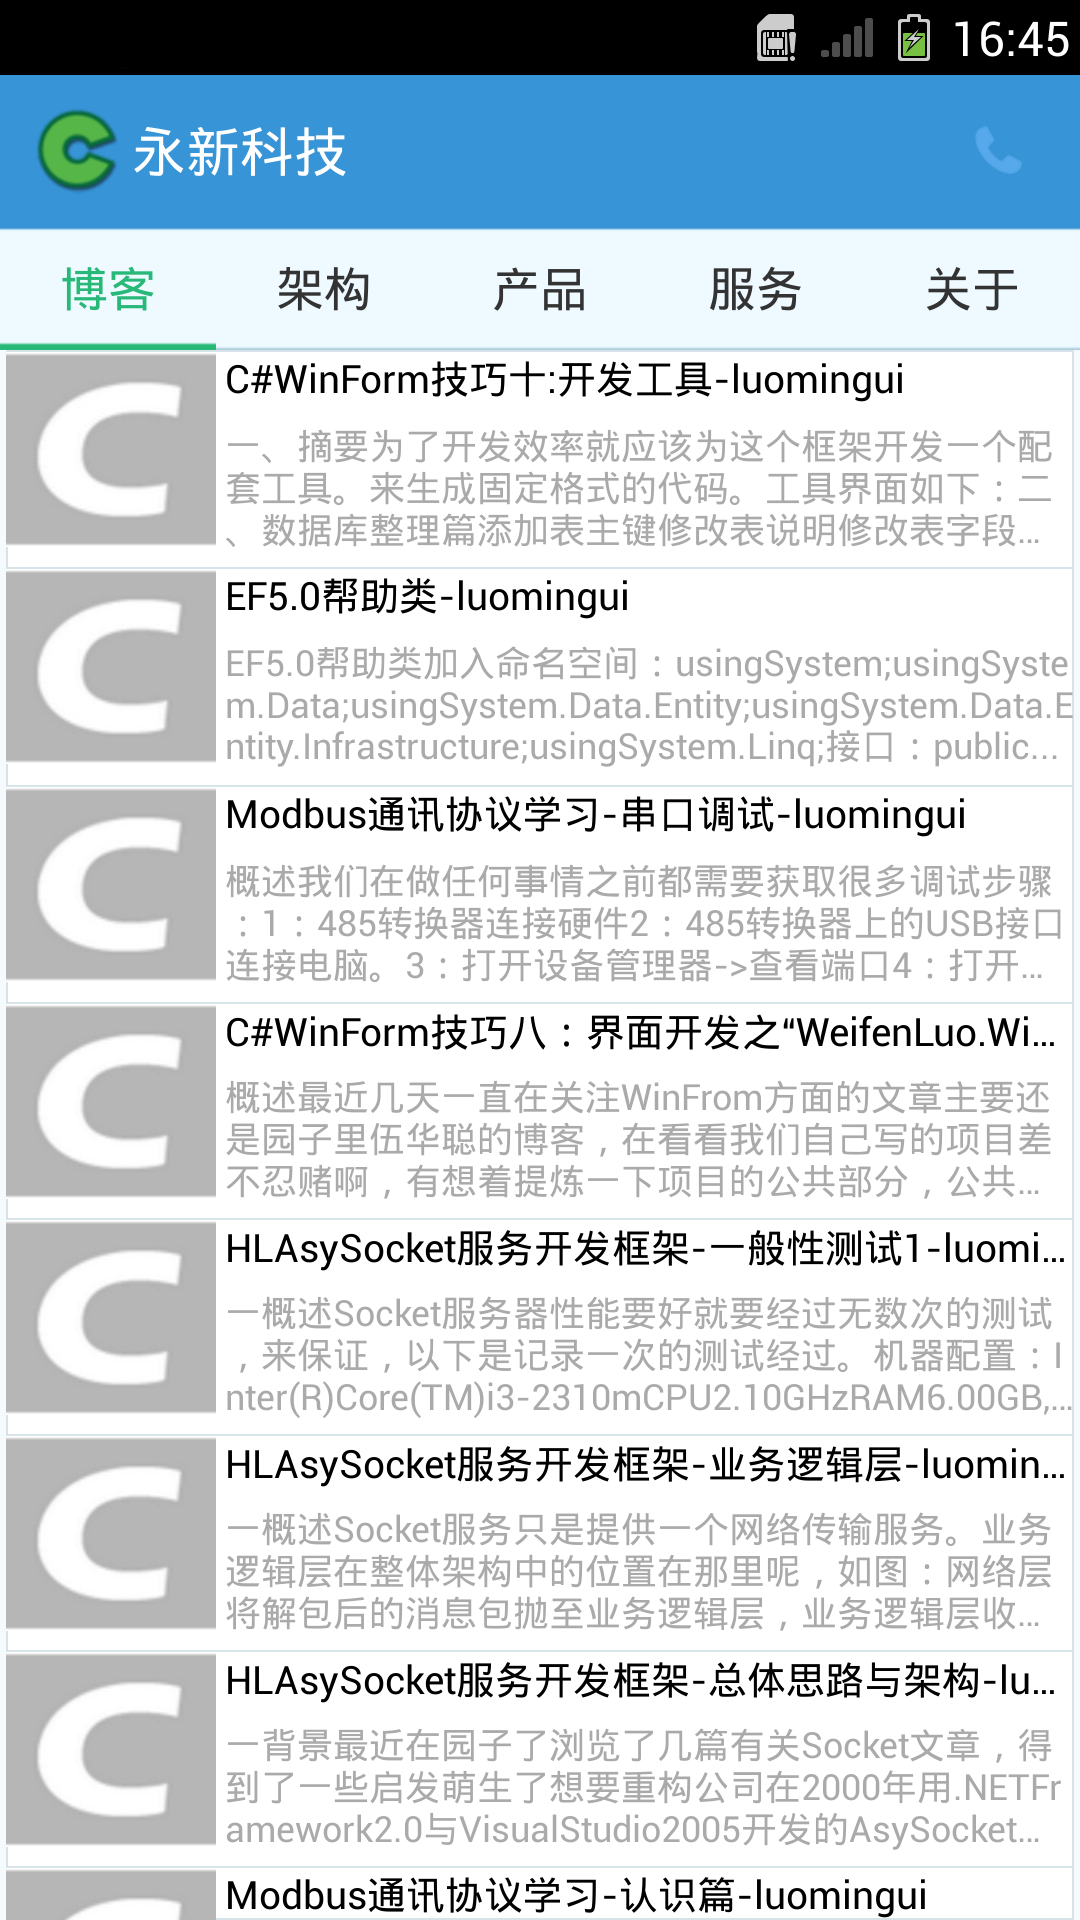 16:45
永新科技
博客 架构 产品 服务 关于
C#WinForm技巧十:开发工具-luomingui
一、摘要为了开发效率就应该为这个框架开发一个配
套工具。来生成固定格式的代码。工具界面如下：二
、数据库整理篇添加表主键修改表说明修改表字段...
EF5.0帮助类-luomingui
EF5.0帮助类加入命名空间：usingSystem;usingSyste
m.Data;usingSystem.Data.Entity;usingSystem.Data.E
ntity.Infrastructure;usingSystem.Linq;接口：public...
Modbus通讯协议学习-串口调试-luomingui
概述我们在做任何事情之前都需要获取很多调试步骤
：1：485转换器连接硬件2：485转换器上的USB接口
连接电脑。3：打开设备管理器->查看端口4：打开...
C#WinForm技巧八：界面开发之“WeifenLuo.Wi...
概述最近几天一直在关注WinFrom方面的文章主要还
是园子里伍华聪的博客，在看看我们自己写的项目差
不忍赌啊，有想着提炼一下项目的公共部分，公共...
HLAsySocket服务开发框架-一般性测试1-luomi...
一概述Socket服务器性能要好就要经过无数次的测试
，来保证，以下是记录一次的测试经过。机器配置：I
nter(R)Core(TM)i3-2310mCPU2.10GHzRAM6.00GB,...
HLAsySocket服务开发框架-业务逻辑层-luomin...
一概述Socket服务只是提供一个网络传输服务。业务
逻辑层在整体架构中的位置在那里呢，如图：网络层
将解包后的消息包抛至业务逻辑层，业务逻辑层收...
HLAsySocket服务开发框架-总体思路与架构-lu...
一背景最近在园子了浏览了几篇有关Socket文章，得
到了一些启发萌生了想要重构公司在2000年用.NETFr
amework2.0与VisualStudio2005开发的AsySocket...
Modbus通讯协议学习-认识篇-luomingui